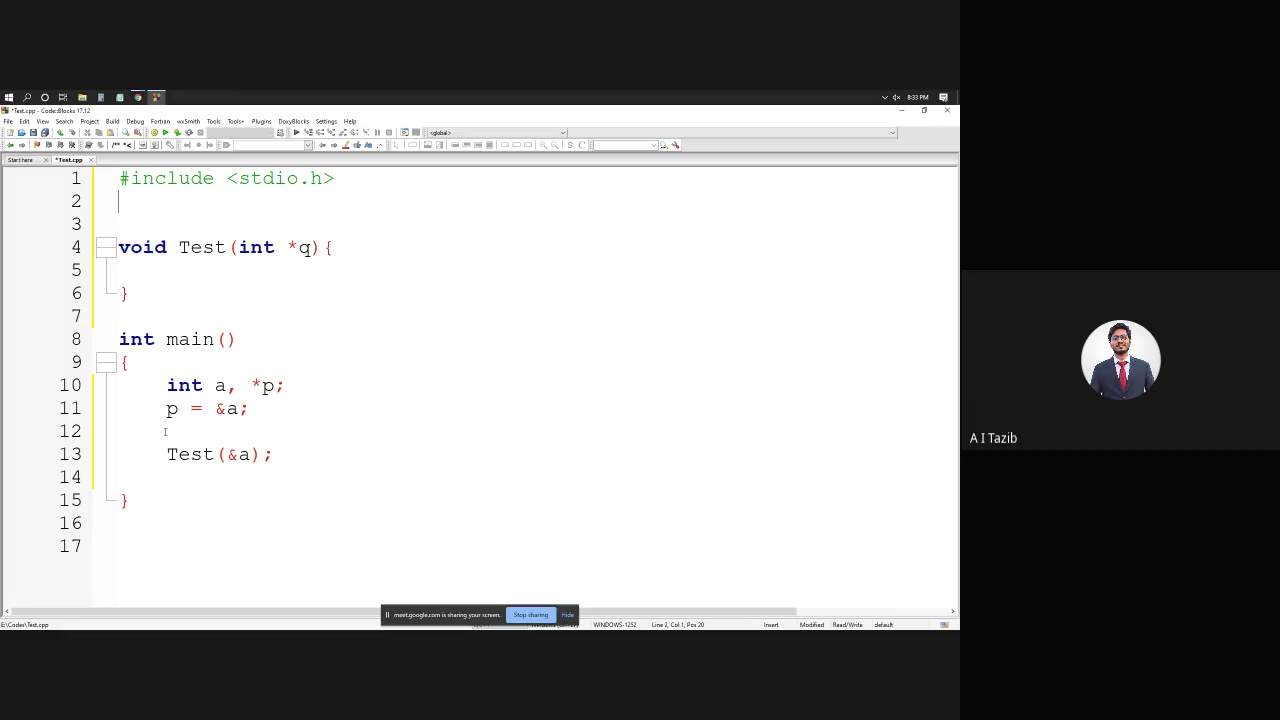 8:33 PM
*Test.cpp - Code::Blocks 17.12
File Edit View Search Project Build Debug Fortran wxSmith Tools Tools+ Plugins DoxyBlocks Settings Help
<global>
Start here
*Test.cpp
1 #include <stdio.h>
2
3
4 void Test(int *q){
5
6 }
7
8 int main()
9 {
10 int a, *p;
11 p = &a;
12
13 Test(&a);
14
15 }
16
17
A I Tazib
meet.google.com is sharing your screen. Stop sharing Hide
E:\Codes\Test.cpp WINDOWS-1252 Line 2, Col 1, Pos 20 Insert Modified Read/Write default